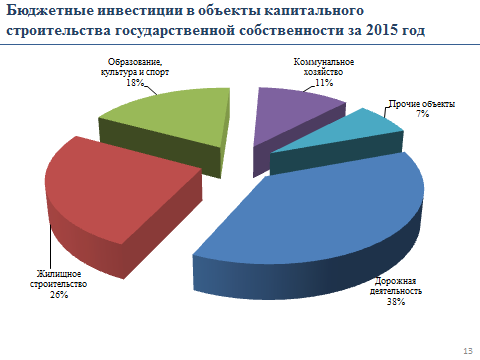 Бюджетные инвестиции в объекты капитального
строительства государственной собственности за 2015 год
Образование,
культура и спорт
18%
Коммунальное
хозяйство
11%
Прочие объекты
7%
Жилищное
строительство
26%
Дорожная
деятельность
38%
13